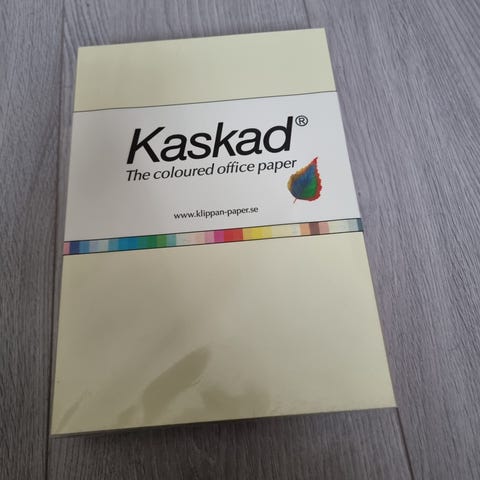 Kaskad®
The coloured office paper
www.klippan-paper.se